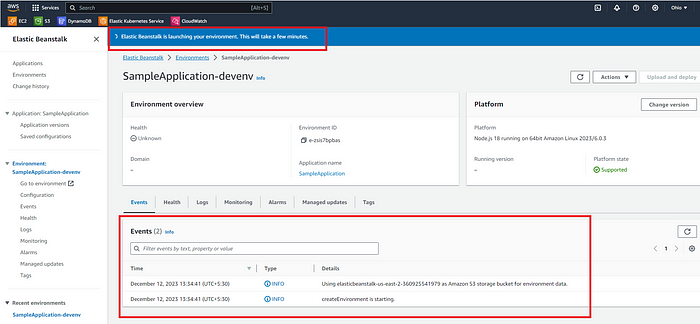 aws
Services
Search
[Alt+S]
Ohio
EC2
S3
DynamoDB
Elastic Kubernetes Service
CloudWatch
Elastic Beanstalk
Applications
Environments
Change history
Application: SampleApplication
Application versions
Saved configurations
Environment:
SampleApplication-devenv
Go to environment
Configuration
Events
Health
Logs
Monitoring
Alarms
Managed updates
Tags
Recent environments
SampleApplication-devenv
Elastic Beanstalk is launching your environment. This will take a few minutes.
Elastic Beanstalk > Environments > SampleApplication-devenv
SampleApplication-devenv Info
Actions
Upload and deploy
Environment overview
Health
Unknown
Domain
–
Environment ID
e-zsis7bpbas
Application name
SampleApplication
Platform
Change version
Platform
Node.js 18 running on 64bit Amazon Linux 2023/6.0.3
Running version
–
Platform state
Supported
Events
Health
Logs
Monitoring
Alarms
Managed updates
Tags
Events (2) Info
Filter events by text, property or value
1
Time
Type
Details
December 12, 2023 13:34:41 (UTC+5:30)
INFO
Using elasticbeanstalk-us-east-2-360925541979 as Amazon S3 storage bucket for environment data.
December 12, 2023 13:34:41 (UTC+5:30)
INFO
createEnvironment is starting.